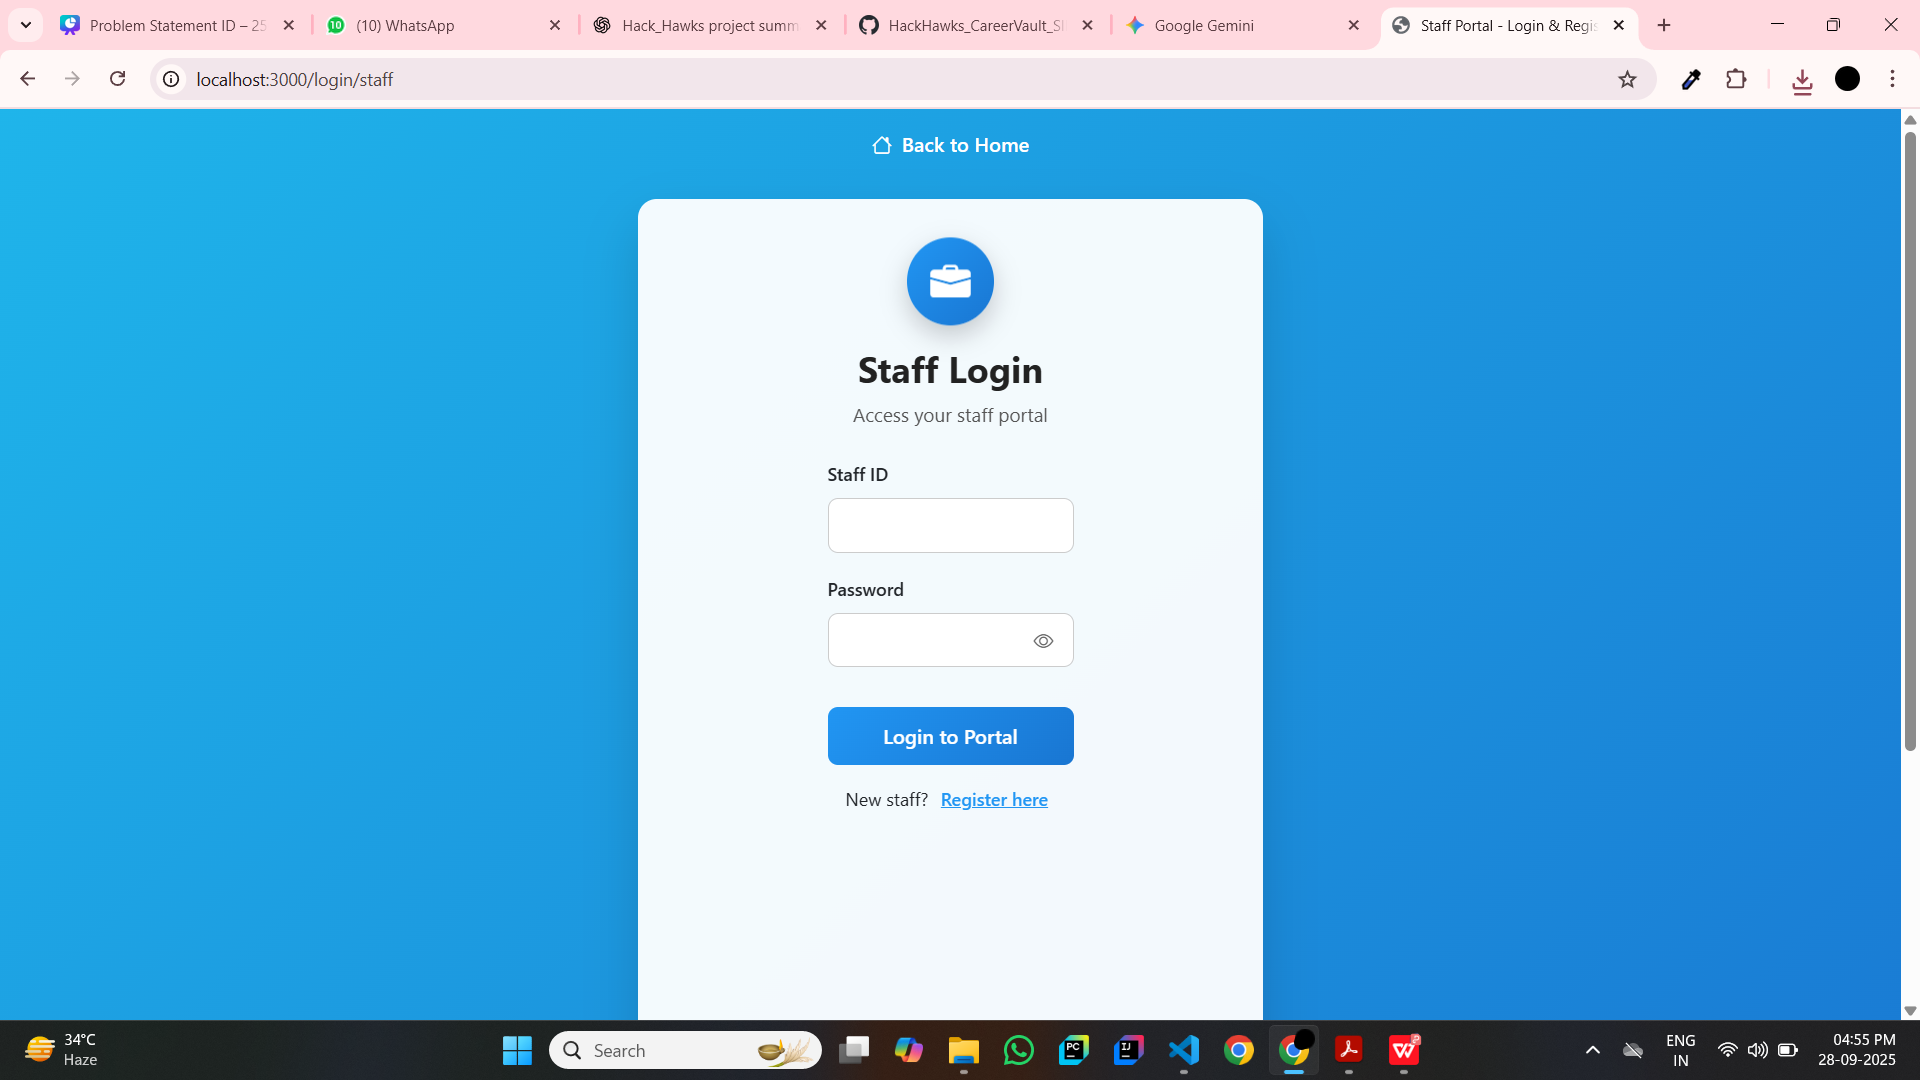 Problem Statement ID – 25
(10) WhatsApp
Hack_Hawks project summ
HackHawks_CareerVault_S
Google Gemini
Staff Portal - Login & Regis
localhost:3000/login/staff
Back to Home
Staff Login
Access your staff portal
Staff ID
Password
Login to Portal
New staff? Register here
34°C
Haze
Search
ENG
IN
04:55 PM
28-09-2025